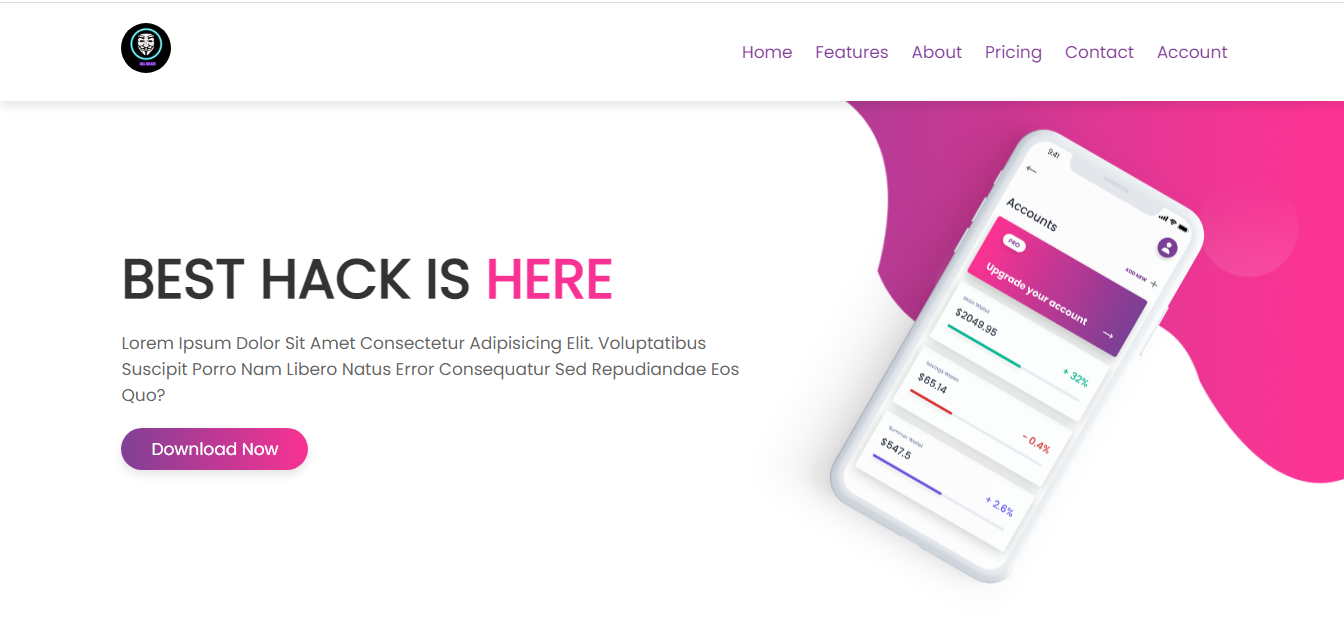 Home Features About Pricing Contact Account
BEST HACK IS HERE
Lorem Ipsum Dolor Sit Amet Consectetur Adipisicing Elit. Voluptatibus
Suscipit Porro Nam Libero Natus Error Consequatur Sed Repudiandae Eos
Quo?
Download Now
9:41
Accounts
ADD NEW +
PRO
Upgrade your account
Main Wallet
$2049.95
+ 32%
Savings Wallet
$65.14
- 0.4%
Summer Wallet
$547.5
+ 2.6%